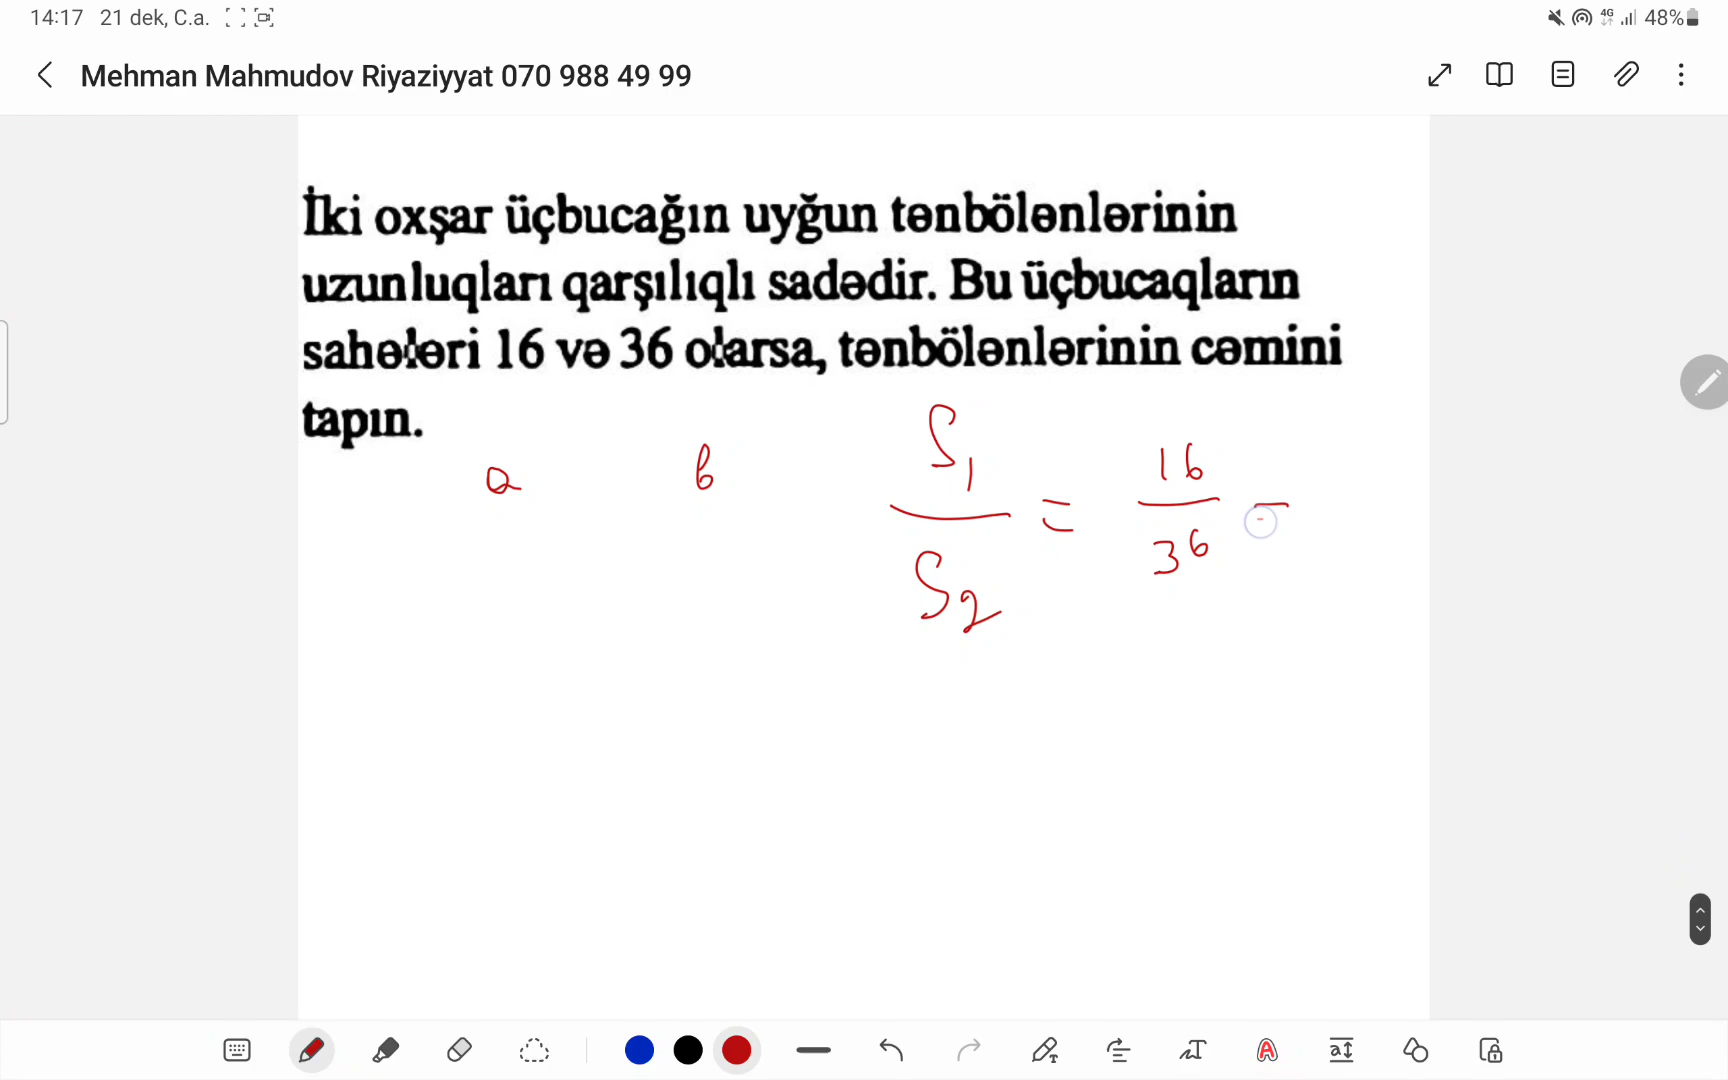 14:17 21 dek, C.a. 4G 48%
Mehman Mahmudov Riyaziyyat 070 988 49 99
İki oxşar üçbucağın uyğun tənbölənlərinin
uzunluqları qarşılıqlı sadədir. Bu üçbucaqların
sahələri 16 və 36 olarsa, tənbölənlərinin cəmini
tapın.
a b S₁/S₂ = 16/36 =